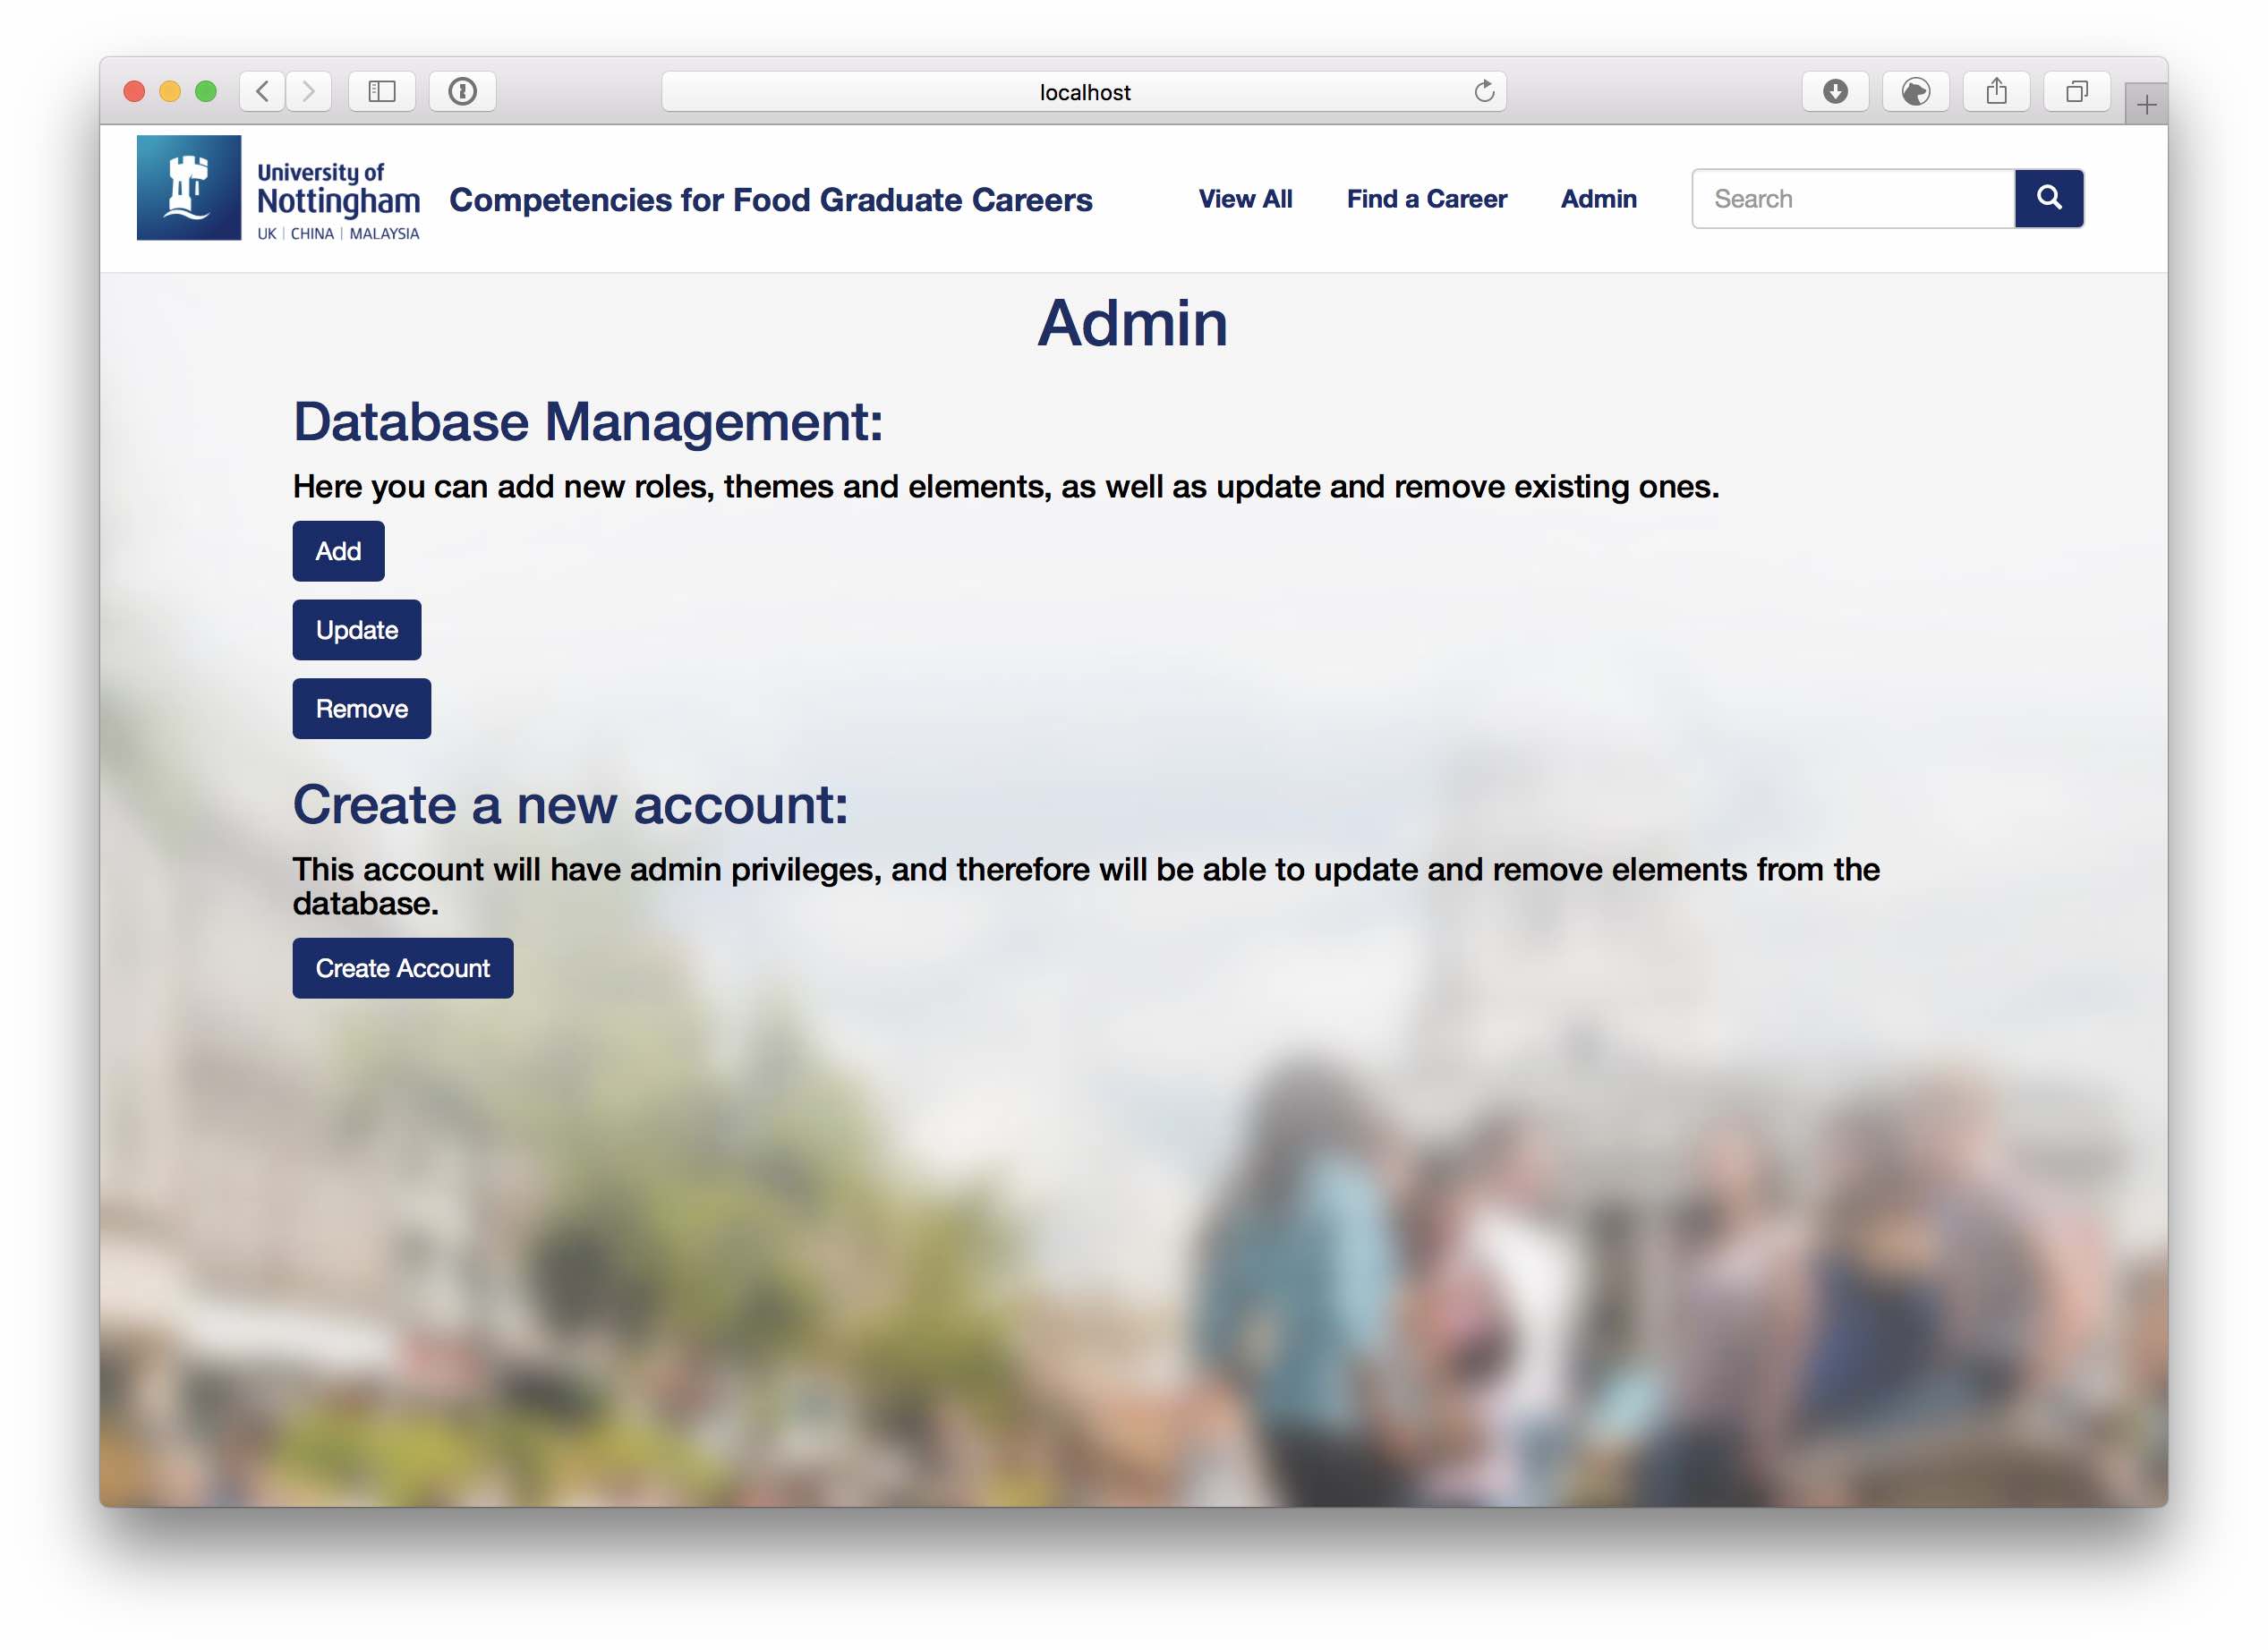 localhost
University of
Nottingham
UK | CHINA | MALAYSIA
Competencies for Food Graduate Careers
View All
Find a Career
Admin
Search
Admin
Database Management:
Here you can add new roles, themes and elements, as well as update and remove existing ones.
Add
Update
Remove
Create a new account:
This account will have admin privileges, and therefore will be able to update and remove elements from the
database.
Create Account